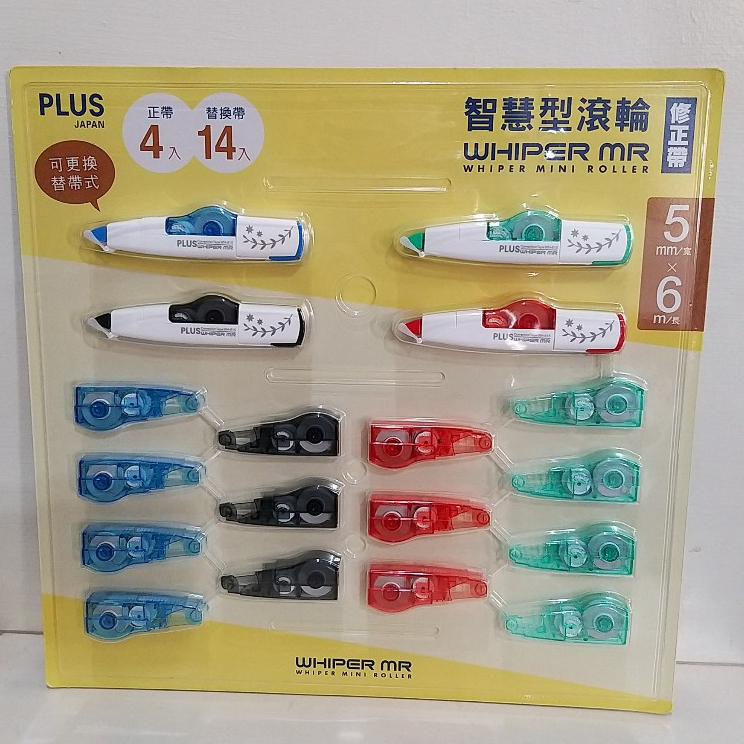 PLUS
JAPAN
正帶
4入
替換帶
14入
可更換
替帶式
智慧型滾輪
修正帶
WHIPER MR
WHIPER MINI ROLLER
5
mm/寬
×
6
m/長
PLUS WHIPER MR
PLUS WHIPER MR
PLUS WHIPER MR
PLUS WHIPER MR
WHIPER MR
WHIPER MINI ROLLER